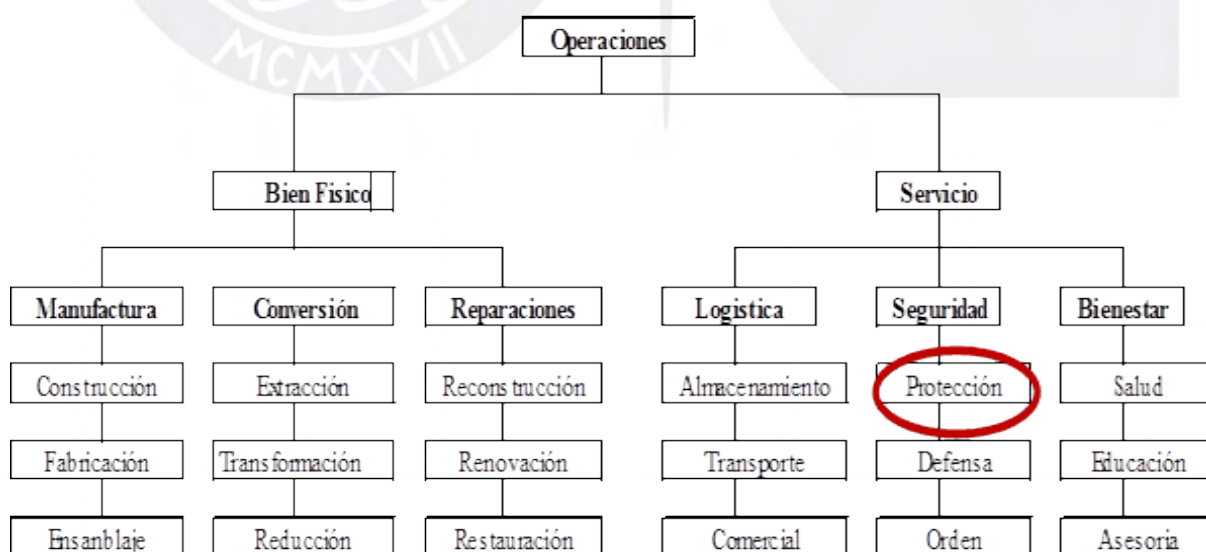 MCMXVII
Operaciones
Bien Fisico
Servicio
Manufactura
Conversión
Reparaciones
Logistica
Seguridad
Bienestar
Construcción
Extracción
Reconstrucción
Almacenamiento
Protección
Salud
Fabricación
Transformación
Renovación
Transporte
Defensa
Educación
Ensanblaje
Reducción
Restauración
Comercial
Orden
Asesoria